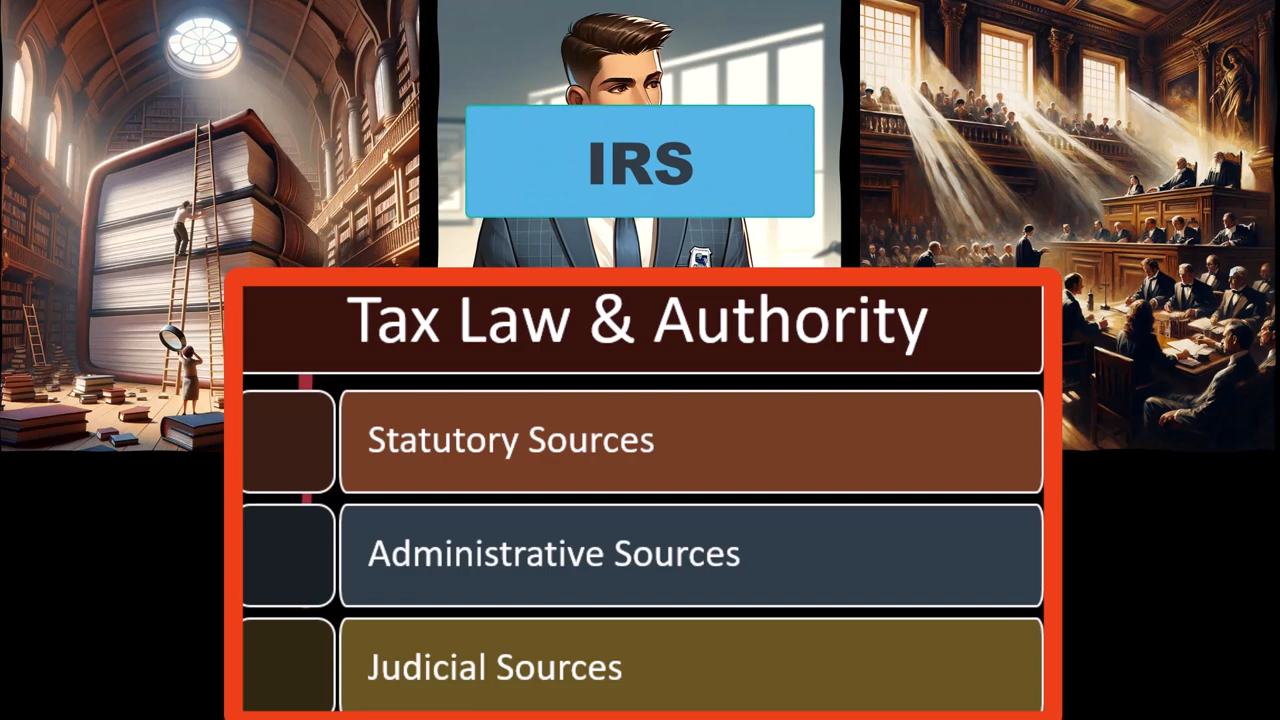 IRS
Tax Law & Authority
Statutory Sources
Administrative Sources
Judicial Sources